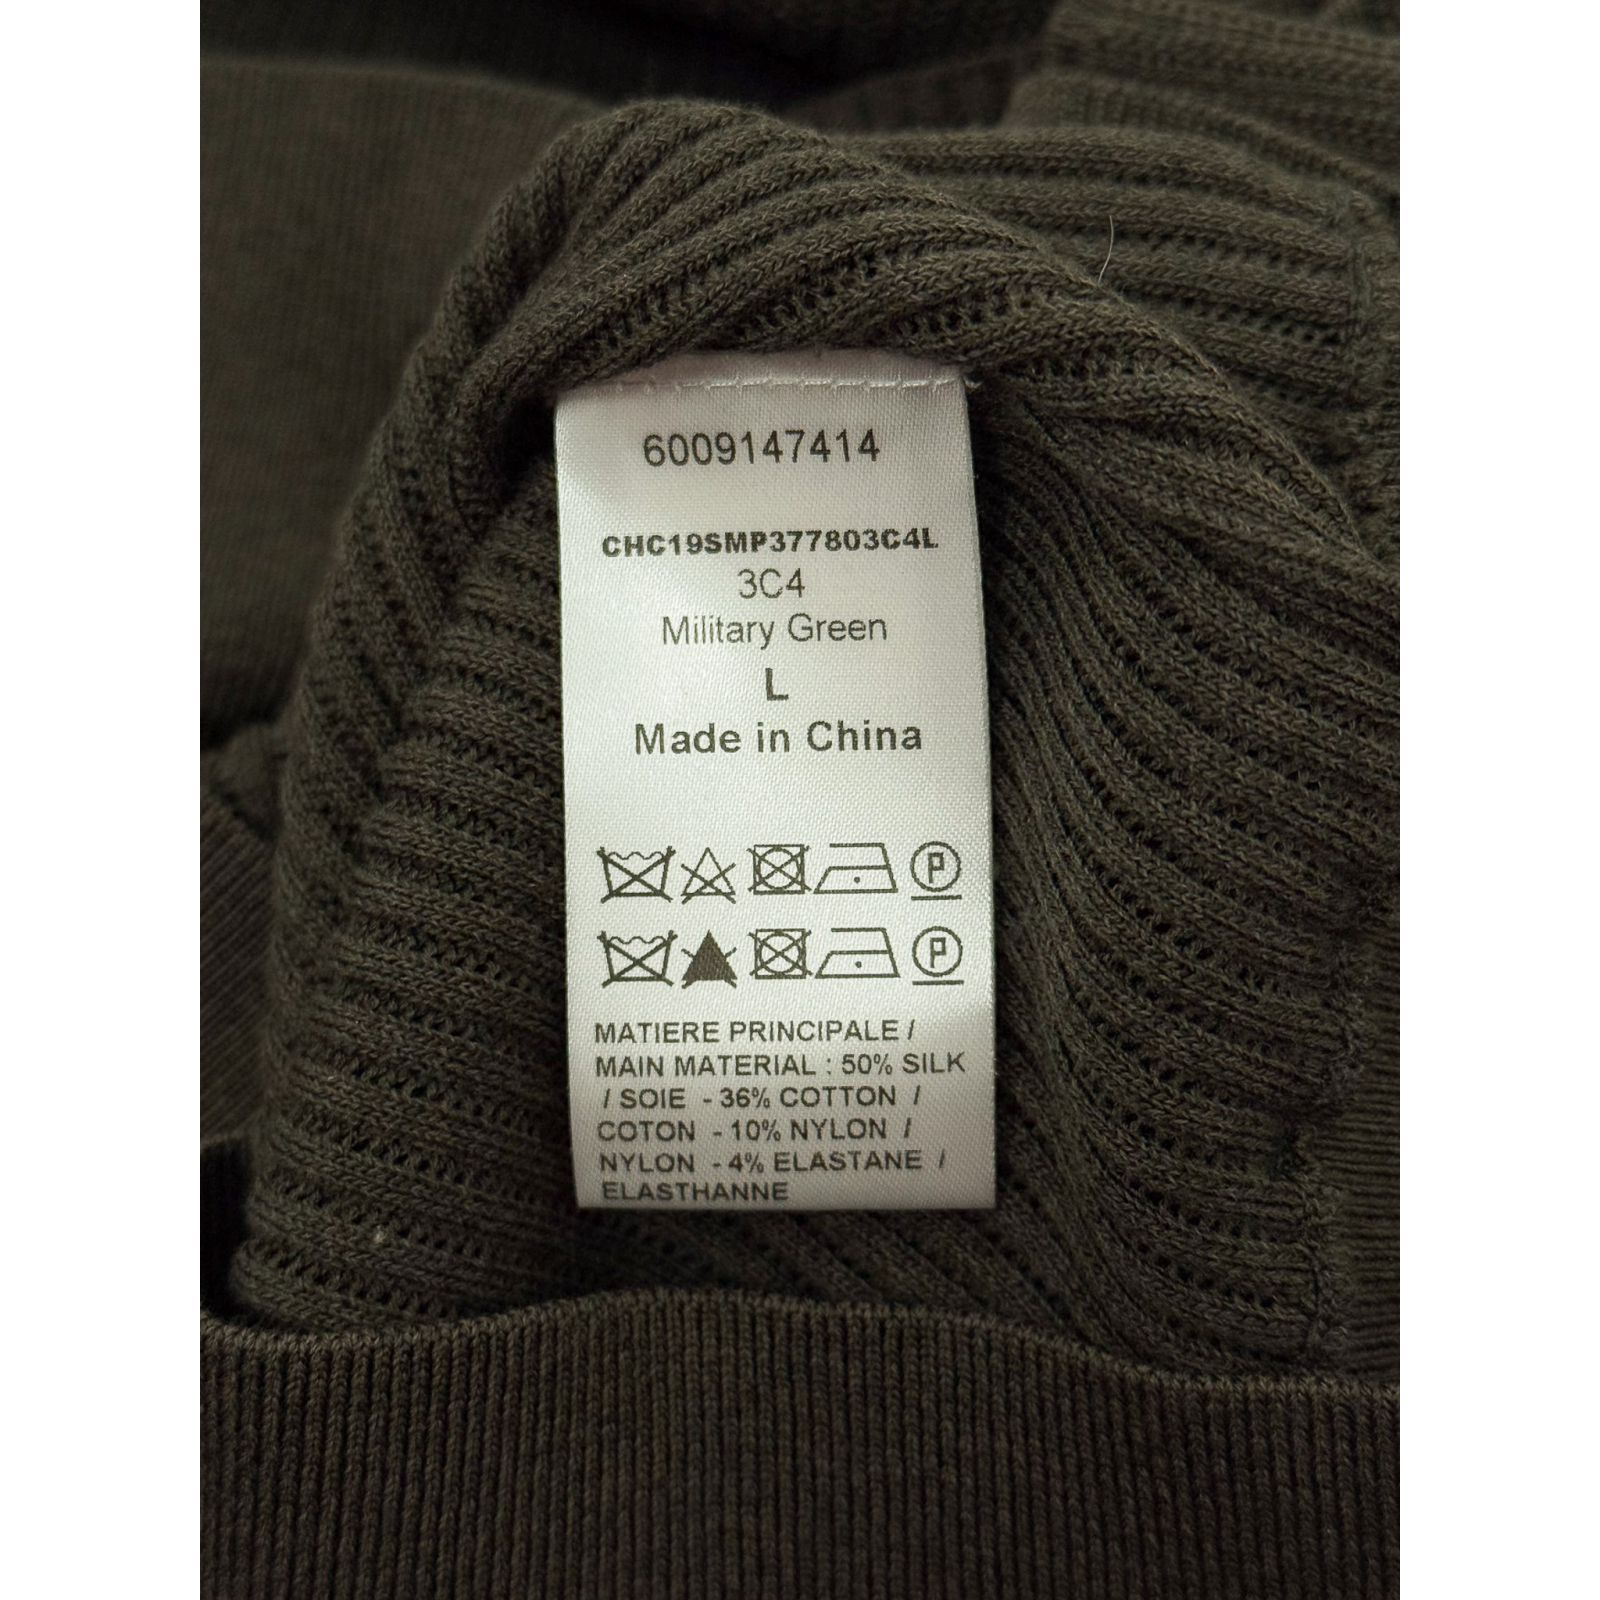 6009147414
CHC19SMP377803C4L
3C4
Military Green
L
Made in China
P
P
MATIERE PRINCIPALE /
MAIN MATERIAL : 50% SILK
/ SOIE - 36% COTTON /
COTON - 10% NYLON /
NYLON - 4% ELASTANE /
ELASTHANNE